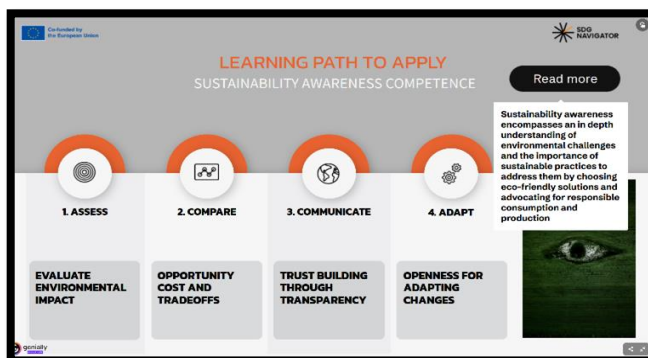 Co-funded by
the European Union
SDG
NAVIGATOR
LEARNING PATH TO APPLY
SUSTAINABILITY AWARENESS COMPETENCE
Read more
Sustainability awareness
encompasses an in depth
understanding of
environmental challenges
and the importance of
sustainable practices to
address them by choosing
eco-friendly solutions and
advocating for responsible
consumption and
production
1. ASSESS
2. COMPARE
3. COMMUNICATE
4. ADAPT
EVALUATE
ENVIRONMENTAL
IMPACT
OPPORTUNITY
COST AND
TRADEOFFS
TRUST BUILDING
THROUGH
TRANSPARENCY
OPENNESS FOR
ADAPTING
CHANGES
genially